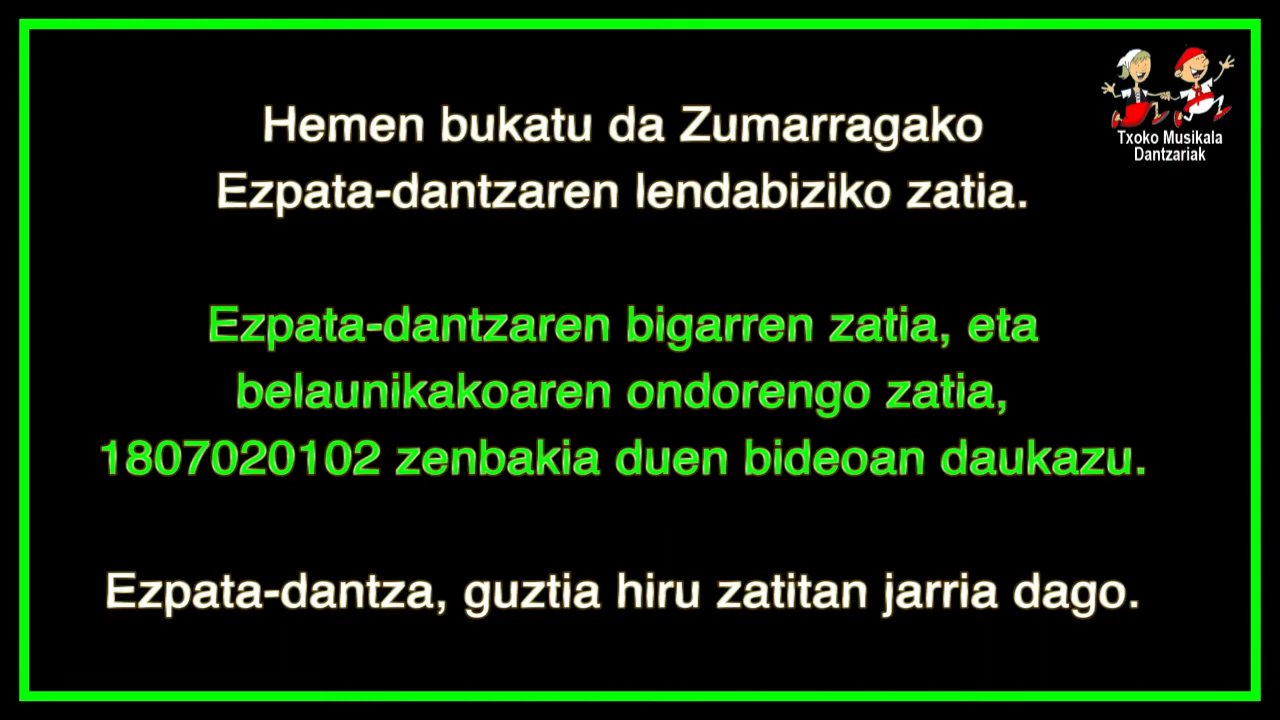 Txoko Musikala
Dantzariak
Hemen bukatu da Zumarragako
Ezpata-dantzaren lendabiziko zatia.
Ezpata-dantzaren bigarren zatia, eta
belaunikakoaren ondorengo zatia,
1807020102 zenbakia duen bideoan daukazu.
Ezpata-dantza, guztia hiru zatitan jarria dago.